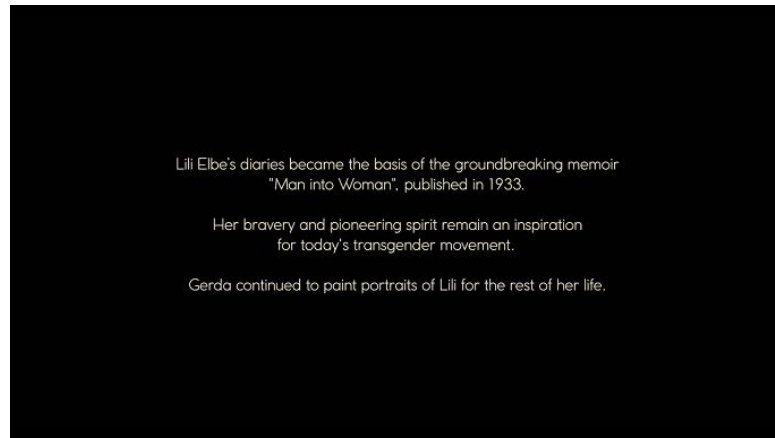 Lili Elbe's diaries became the basis of the groundbreaking memoir
"Man into Woman", published in 1933.
Her bravery and pioneering spirit remain an inspiration
for today's transgender movement.
Gerda continued to paint portraits of Lili for the rest of her life.